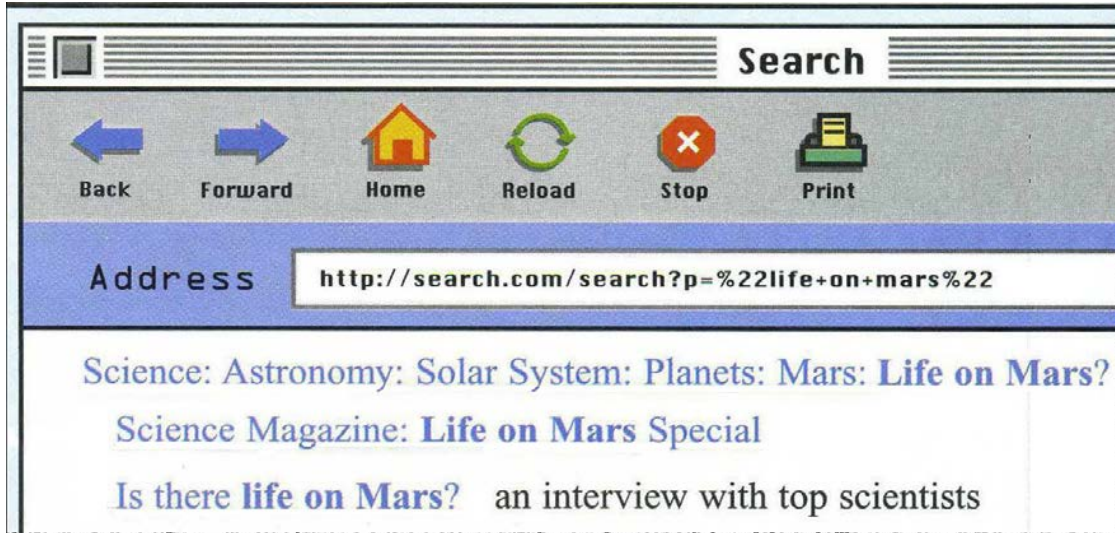 Search
Back Forward Home Reload Stop Print
Address http://search.com/search?p=%22life+on+mars%22
Science: Astronomy: Solar System: Planets: Mars: Life on Mars?
Science Magazine: Life on Mars Special
Is there life on Mars? an interview with top scientists